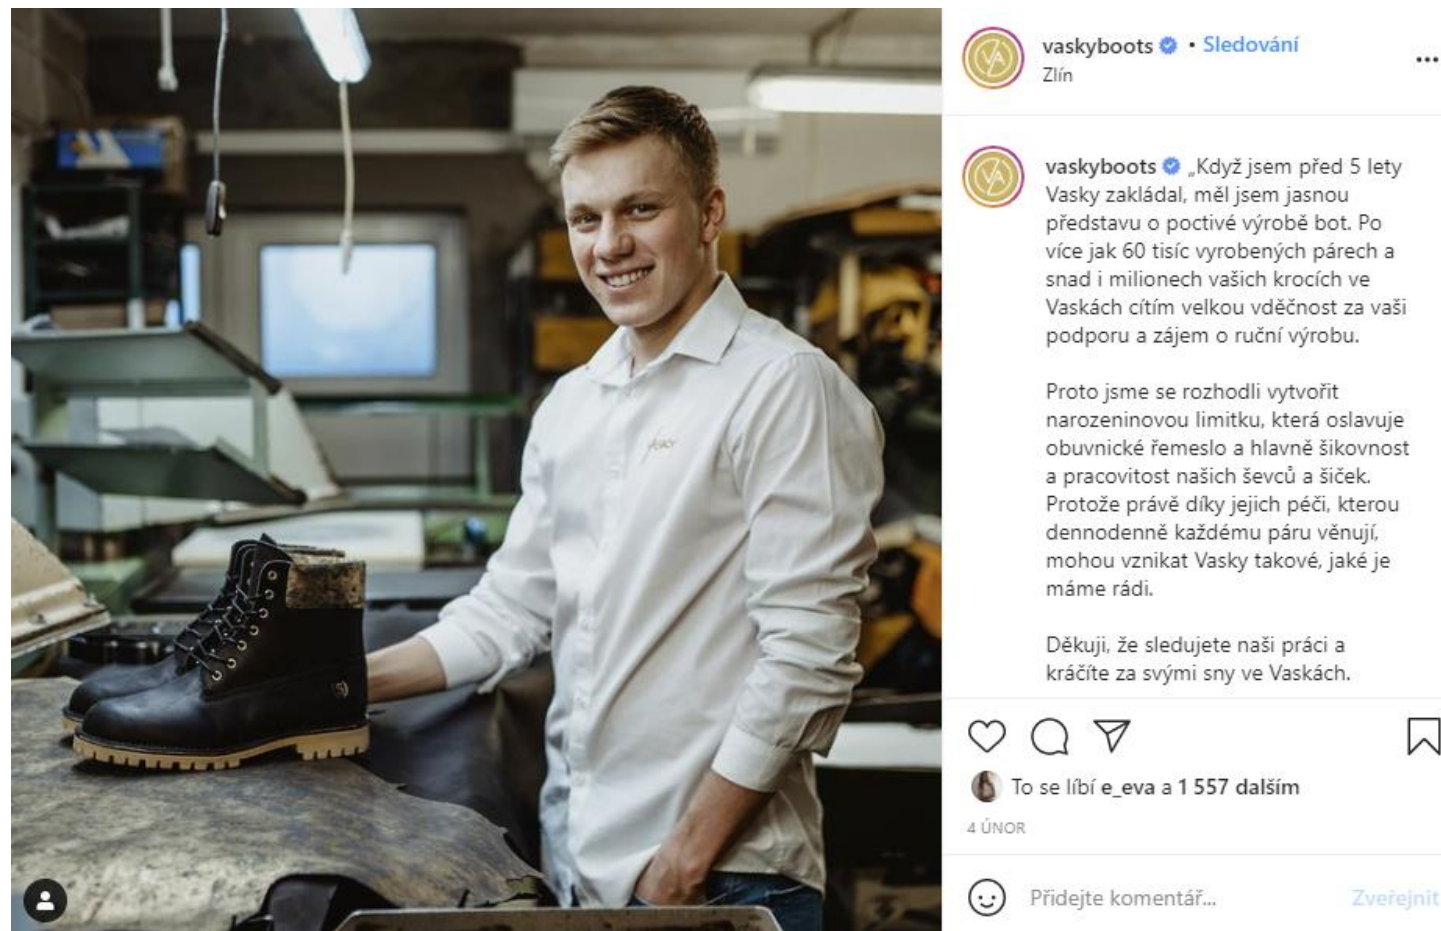 vaskyboots • Sledování
Zlín
vaskyboots „Když jsem před 5 lety
Vasky zakládal, měl jsem jasnou
představu o poctivé výrobě bot. Po
více jak 60 tisíc vyrobených párech a
snad i milionech vašich krocích ve
Vaskách cítím velkou vděčnost za vaši
podporu a zájem o ruční výrobu.
Proto jsme se rozhodli vytvořit
narozeninovou limitku, která oslavuje
obuvnické řemeslo a hlavně šikovnost
a pracovitost našich ševců a šiček.
Protože právě díky jejich péči, kterou
dennodenně každému páru věnují,
mohou vznikat Vasky takové, jaké je
máme rádi.
Děkuji, že sledujete naši práci a
kráčíte za svými sny ve Vaskách.
To se líbí e_eva a 1 557 dalším
4 ÚNOR
Přidejte komentář... Zveřejnit